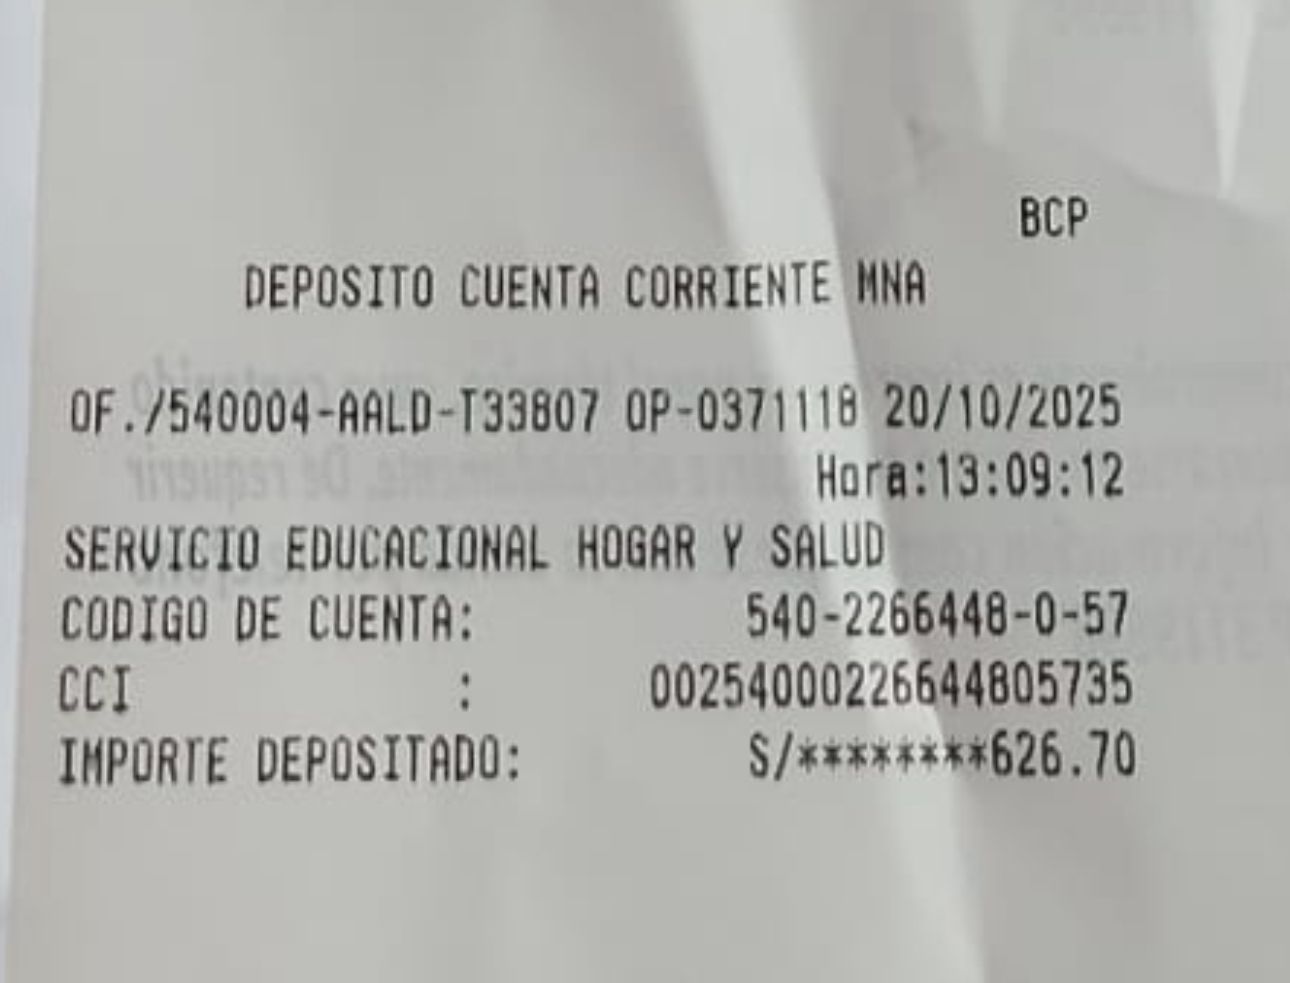 BCP
DEPOSITO CUENTA CORRIENTE MNA
OF./540004-AALD-T33807 OP-0371118 20/10/2025
Hora:13:09:12
SERVICIO EDUCACIONAL HOGAR Y SALUD
CODIGO DE CUENTA: 540-2266448-0-57
CCI : 00254000226644805735
IMPORTE DEPOSITADO: S/********626.70